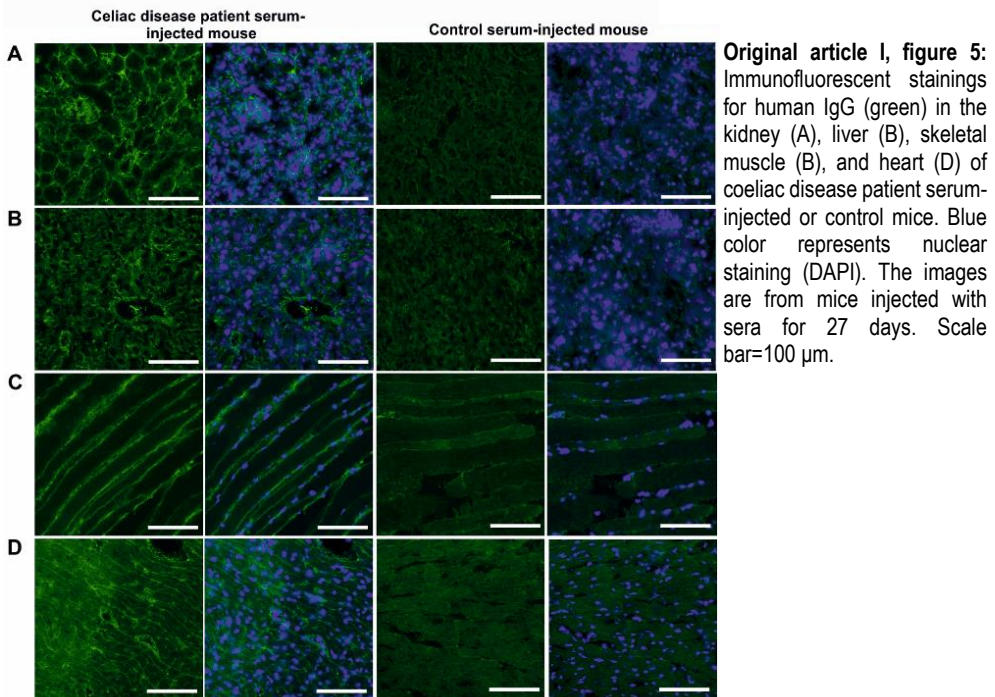 Celiac disease patient serum-
injected mouse
Control serum-injected mouse
A
B
C
D
Original article I, figure 5:
Immunofluorescent stainings
for human IgG (green) in the
kidney (A), liver (B), skeletal
muscle (B), and heart (D) of
coeliac disease patient serum-
injected or control mice. Blue
color represents nuclear
staining (DAPI). The images
are from mice injected with
sera for 27 days. Scale
bar=100 µm.